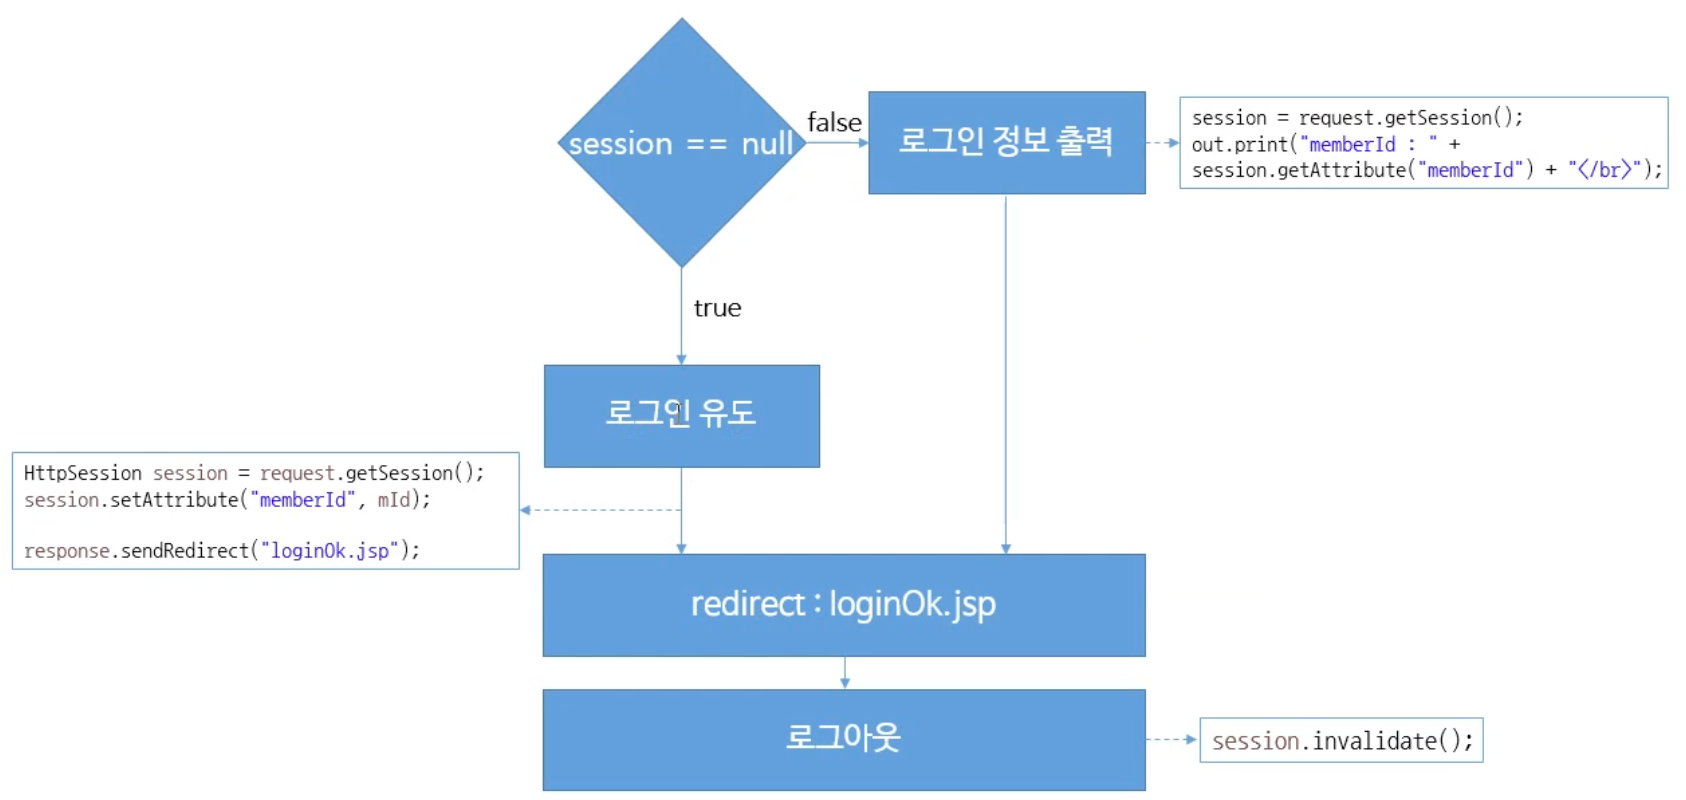 session == null
false
로그인 정보 출력
session = request.getSession();
out.print("memberId : " +
session.getAttribute("memberId") + "</br>");
true
로그인 유도
HttpSession session = request.getSession();
session.setAttribute("memberId", mId);
response.sendRedirect("loginOk.jsp");
redirect : loginOk.jsp
로그아웃
session.invalidate();